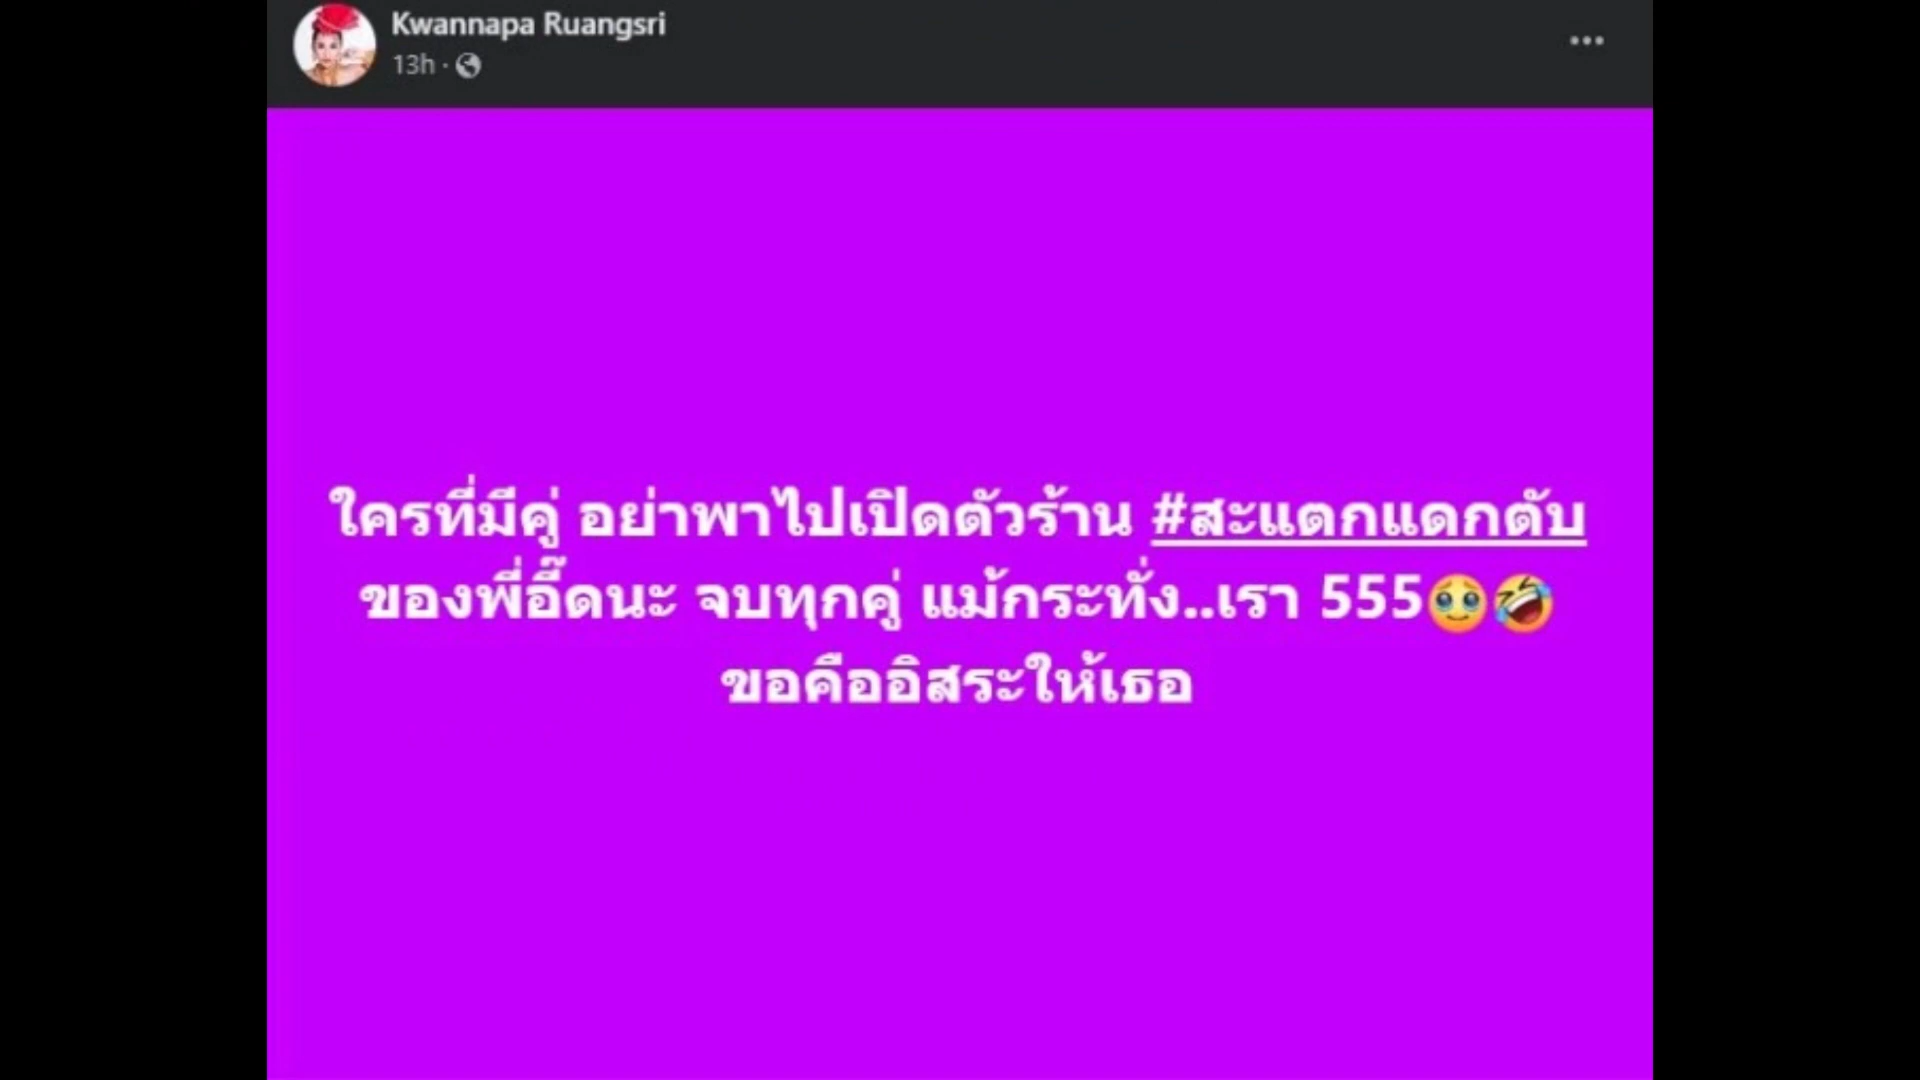 Kwannapa Ruangsri
13h ·
ใครที่มีคู่ อย่าพาไปเปิดตัวร้าน #สะแตกแดกตับ
ของพี่อี๊ดนะ จบทุกคู่ แม้กระทั่ง..เรา 555🥹🤣
ขอคืออิสระให้เธอ